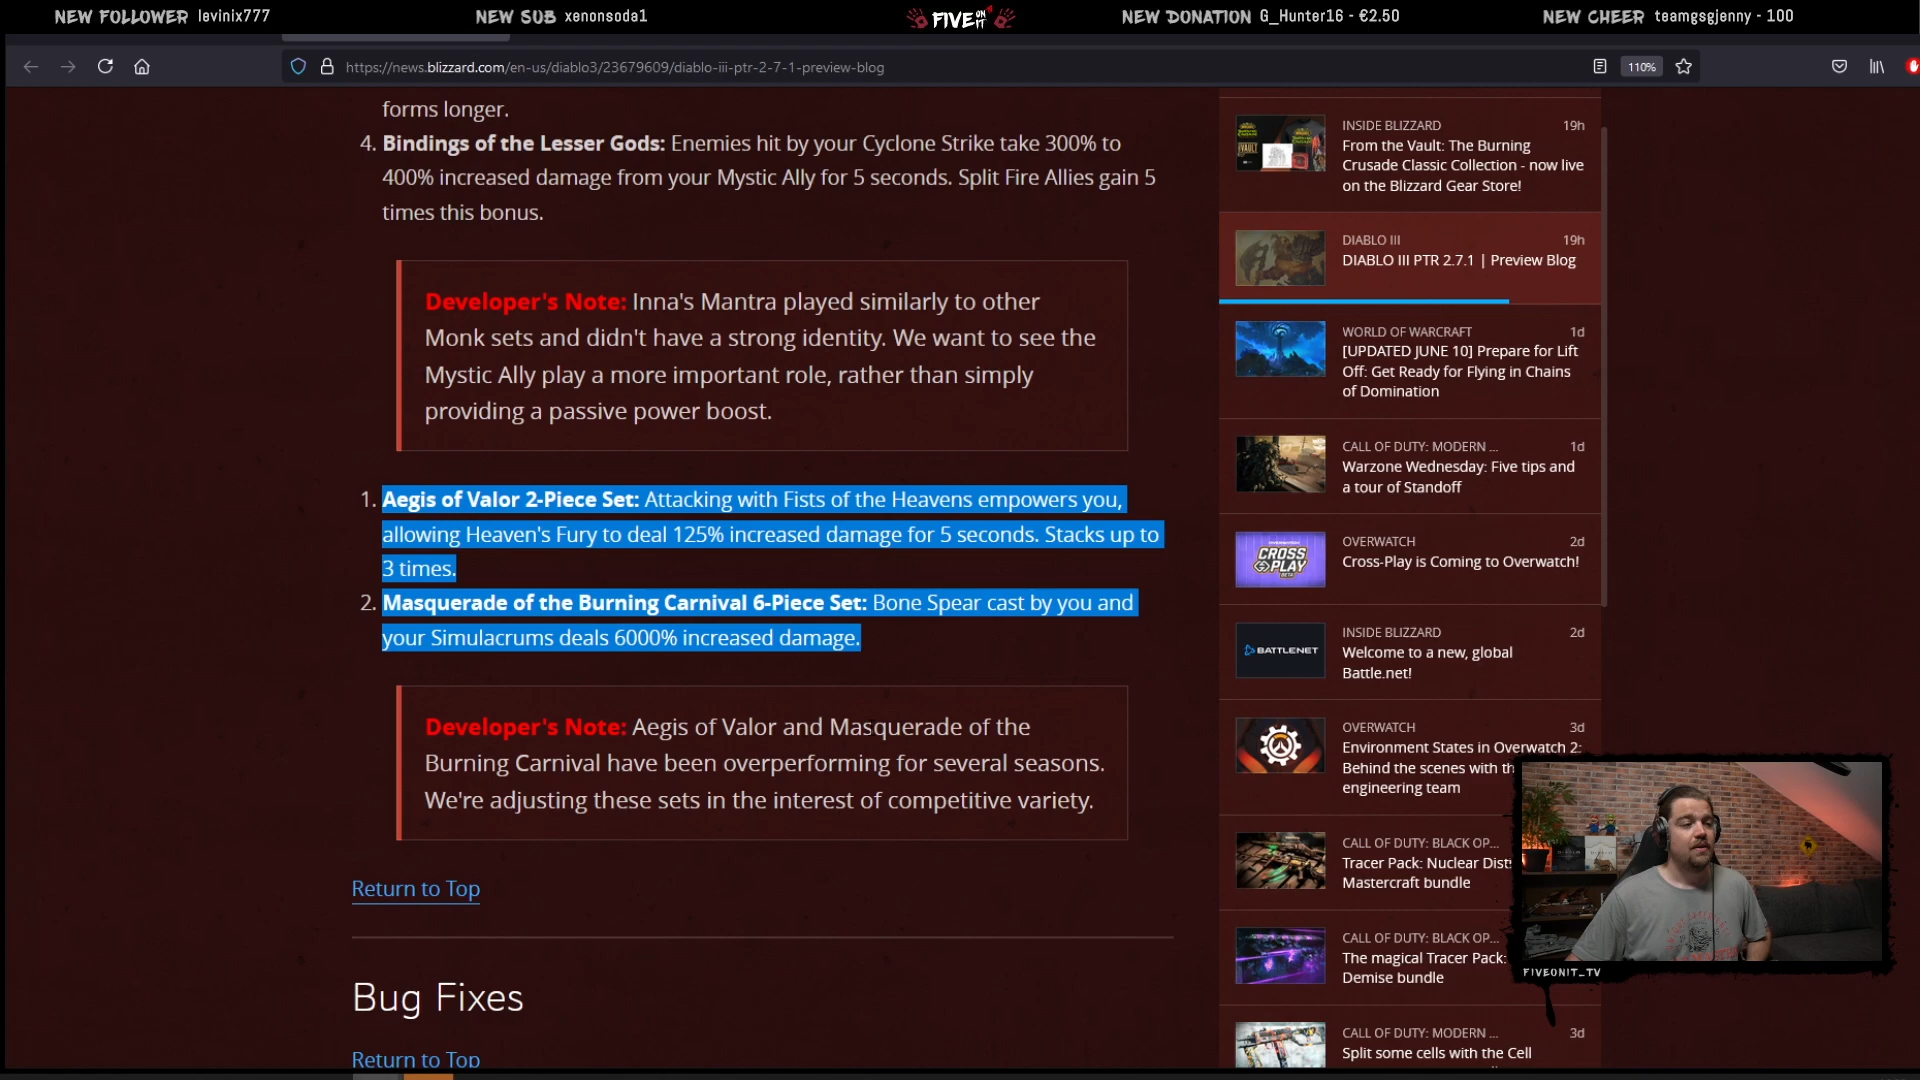 NEW FOLLOWER levinix777
NEW SUB xenonsoda1
FIVE ON IT
NEW DONATION G_Hunter16 - €2.50
NEW CHEER teamgsgjenny - 100
https://news.blizzard.com/en-us/diablo3/23679609/diablo-iii-ptr-2-7-1-preview-blog
110%
forms longer.
4. Bindings of the Lesser Gods: Enemies hit by your Cyclone Strike take 300% to
400% increased damage from your Mystic Ally for 5 seconds. Split Fire Allies gain 5
times this bonus.
Developer's Note: Inna's Mantra played similarly to other
Monk sets and didn't have a strong identity. We want to see the
Mystic Ally play a more important role, rather than simply
providing a passive power boost.
1. Aegis of Valor 2-Piece Set: Attacking with Fists of the Heavens empowers you,
allowing Heaven's Fury to deal 125% increased damage for 5 seconds. Stacks up to
3 times.
2. Masquerade of the Burning Carnival 6-Piece Set: Bone Spear cast by you and
your Simulacrums deals 6000% increased damage.
Developer's Note: Aegis of Valor and Masquerade of the
Burning Carnival have been overperforming for several seasons.
We're adjusting these sets in the interest of competitive variety.
Return to Top
Bug Fixes
Return to Top
INSIDE BLIZZARD 19h
From the Vault: The Burning
Crusade Classic Collection - now live
on the Blizzard Gear Store!
DIABLO III 19h
DIABLO III PTR 2.7.1 | Preview Blog
WORLD OF WARCRAFT 1d
[UPDATED JUNE 10] Prepare for Lift
Off: Get Ready for Flying in Chains
of Domination
CALL OF DUTY: MODERN ... 1d
Warzone Wednesday: Five tips and
a tour of Standoff
CROSS
PLAY
BETA
OVERWATCH 2d
Cross-Play is Coming to Overwatch!
BATTLENET
INSIDE BLIZZARD 2d
Welcome to a new, global
Battle.net!
OVERWATCH 3d
Environment States in Overwatch 2:
Behind the scenes with th
engineering team
CALL OF DUTY: BLACK OP...
Tracer Pack: Nuclear Dist
Mastercraft bundle
CALL OF DUTY: BLACK OP...
The magical Tracer Pack:
Demise bundle
CALL OF DUTY: MODERN ... 3d
Split some cells with the Cell
FIVEONIT_TV